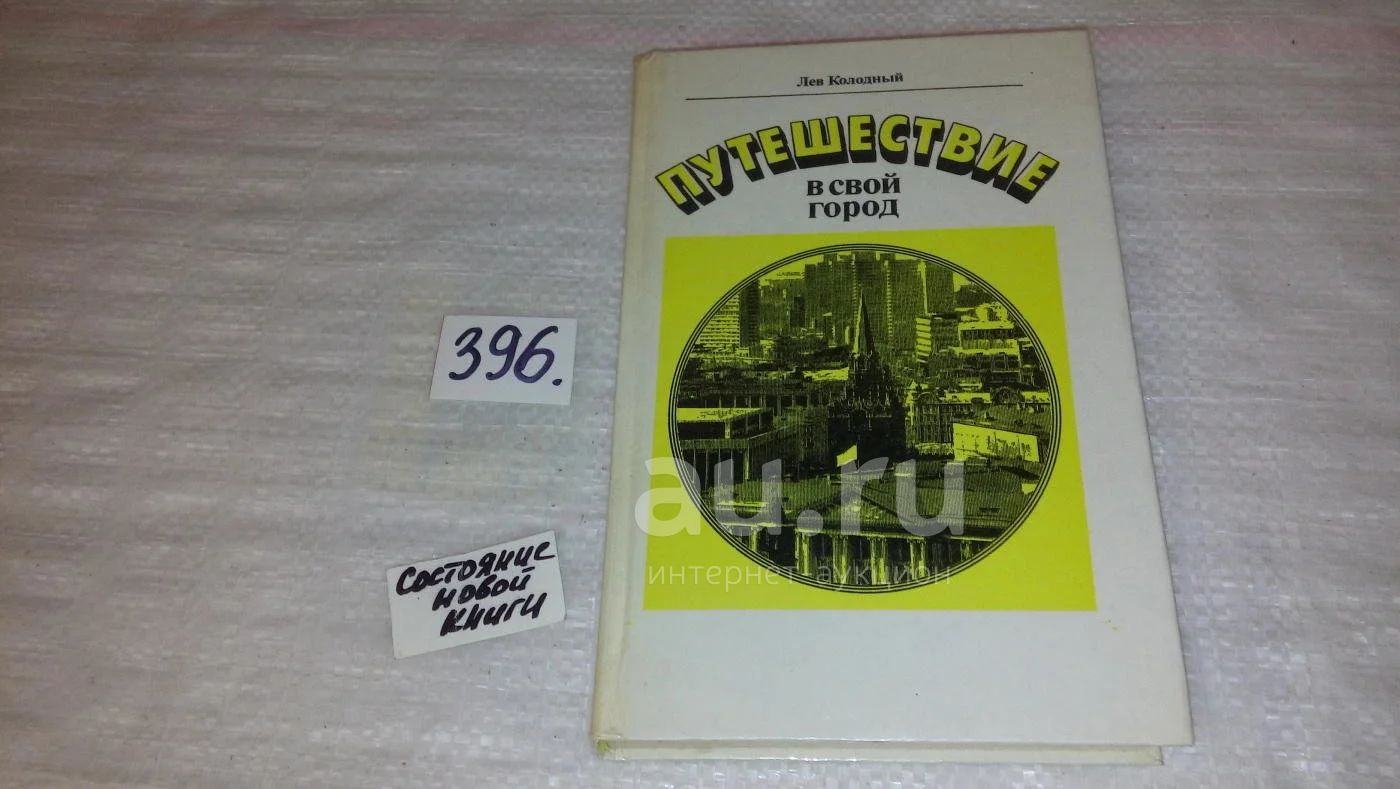 Лев Колодный
ПУТЕШЕСТВИЕ
В СВОЙ
ГОРОД
396.
Состояние
новой
книги
au.ru
интернет-аукцион